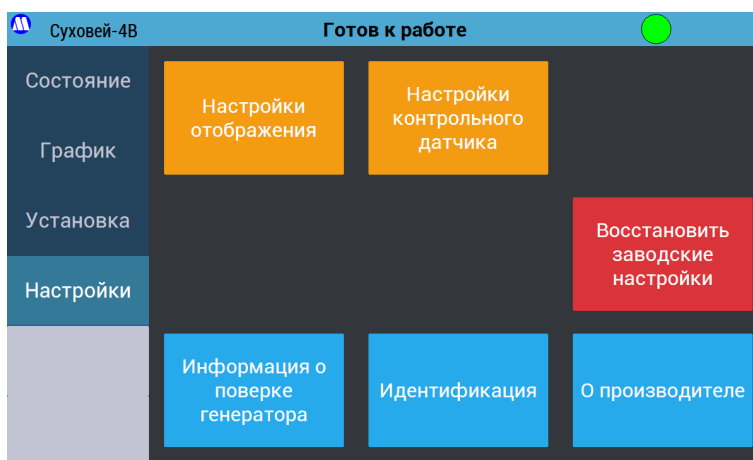 Суховей-4В
Готов к работе
Состояние
График
Установка
Настройки
Настройки
отображения
Настройки
контрольного
датчика
Восстановить
заводские
настройки
Информация о
поверке
генератора
Идентификация
О производителе